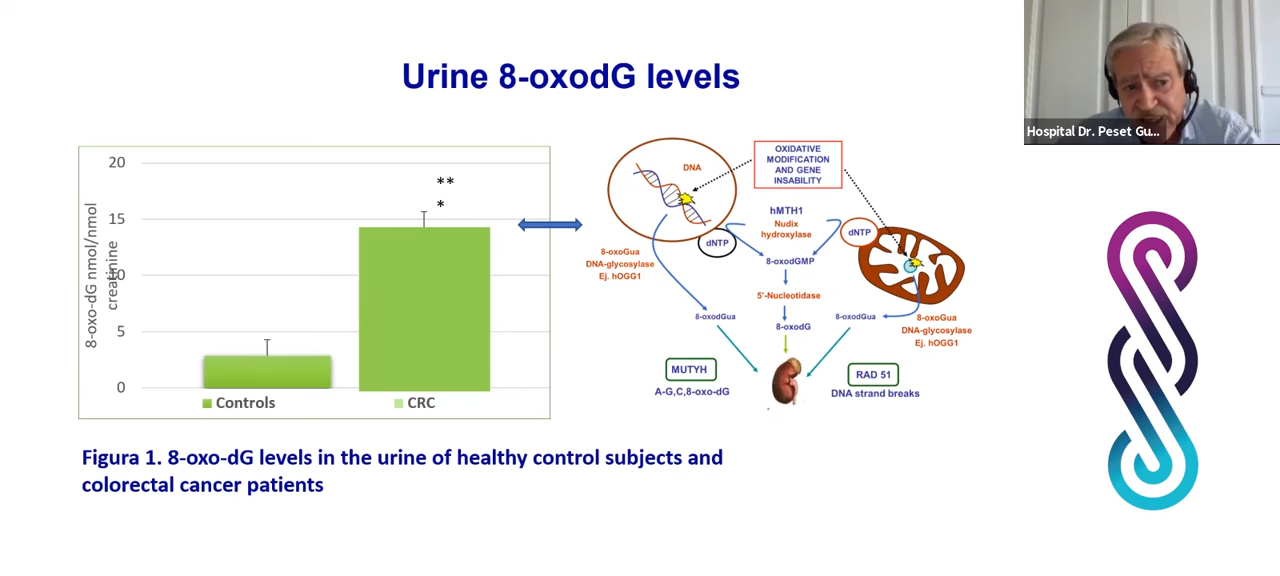 Urine 8-oxodG levels
Hospital Dr. Peset Gu...
20
15
10
5
0
8-oxo-dG nmol/nmol
creatinine
**
*
Controls
CRC
DNA
OXIDATIVE
MODIFICATION
AND GENE
INSABILITY
hMTH1
Nudix
hydroxylase
dNTP
dNTP
8-oxoGua
DNA-glycosylase
Ej. hOGG1
8-oxodGMP
5'-Nucleotidase
8-oxodGua
8-oxodG
8-oxodGua
8-oxoGua
DNA-glycosylase
Ej. hOGG1
MUTYH
A-G,C,8-oxo-dG
RAD 51
DNA strand breaks
Figura 1. 8-oxo-dG levels in the urine of healthy control subjects and
colorectal cancer patients